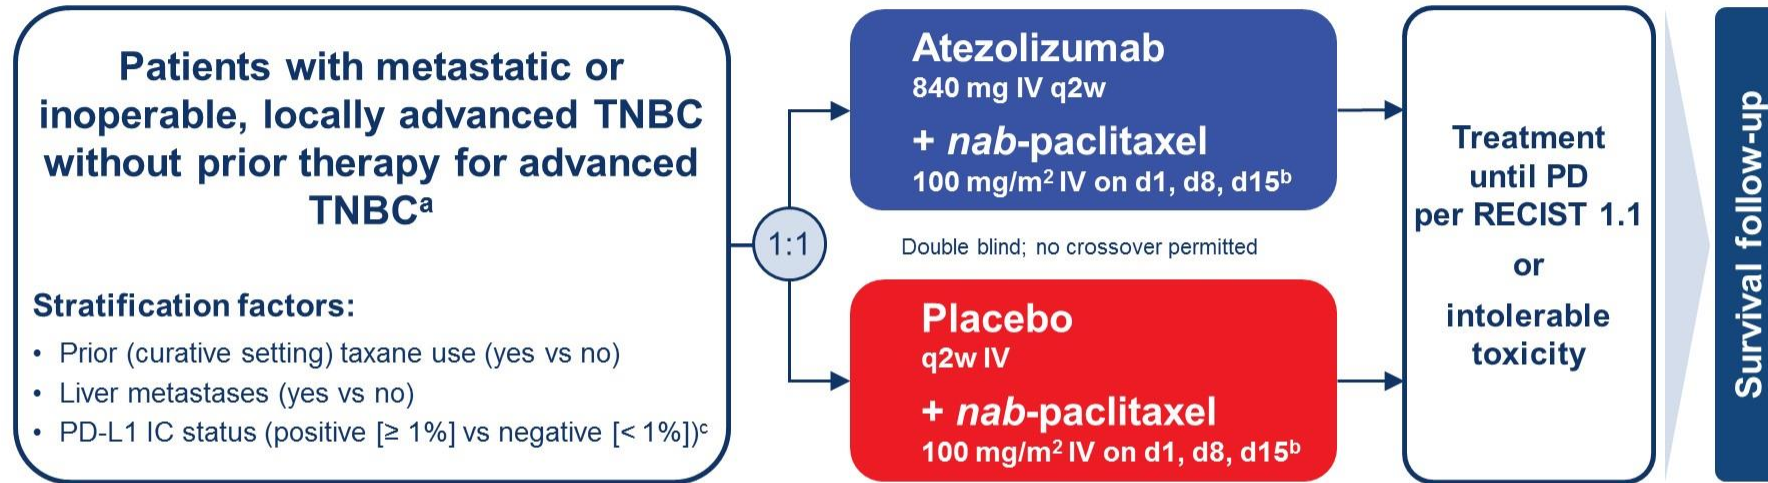 Patients with metastatic or
inoperable, locally advanced TNBC
without prior therapy for advanced
TNBCᵃ
Stratification factors:
• Prior (curative setting) taxane use (yes vs no)
• Liver metastases (yes vs no)
• PD-L1 IC status (positive [≥ 1%] vs negative [< 1%])ᶜ
1:1
Atezolizumab
840 mg IV q2w
+ nab-paclitaxel
100 mg/m² IV on d1, d8, d15ᵇ
Double blind; no crossover permitted
Placebo
q2w IV
+ nab-paclitaxel
100 mg/m² IV on d1, d8, d15ᵇ
Treatment
until PD
per RECIST 1.1
or
intolerable
toxicity
Survival follow-up